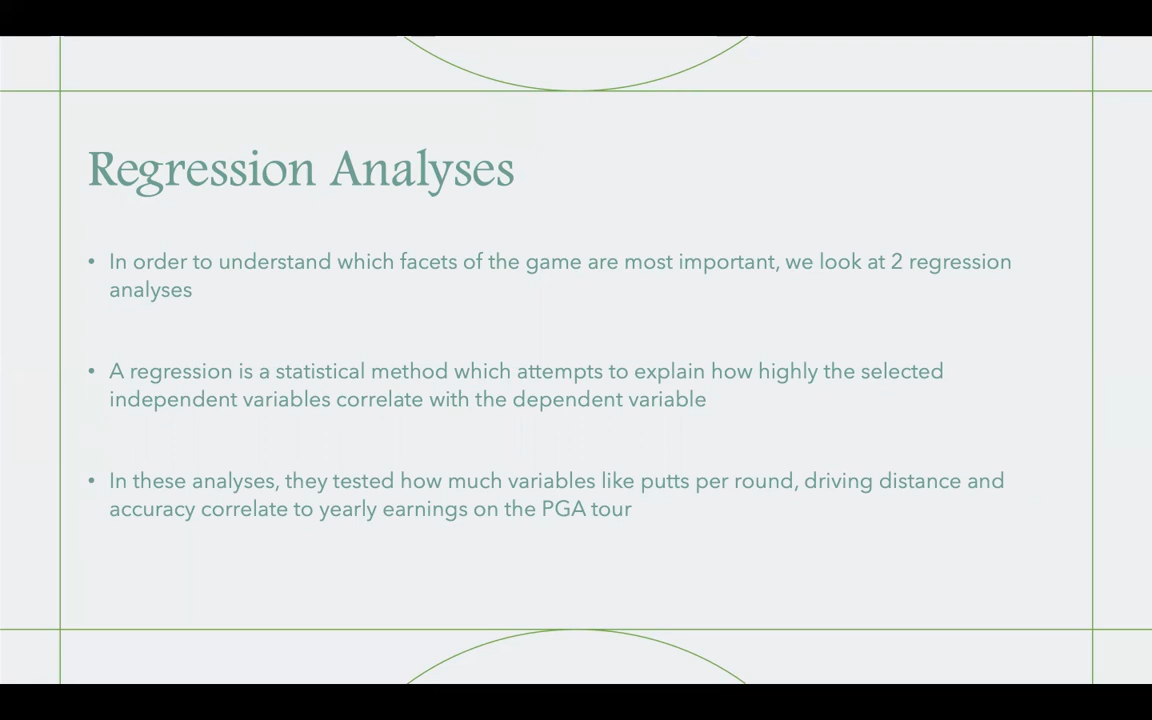 Regression Analyses
• In order to understand which facets of the game are most important, we look at 2 regression
analyses
• A regression is a statistical method which attempts to explain how highly the selected
independent variables correlate with the dependent variable
• In these analyses, they tested how much variables like putts per round, driving distance and
accuracy correlate to yearly earnings on the PGA tour